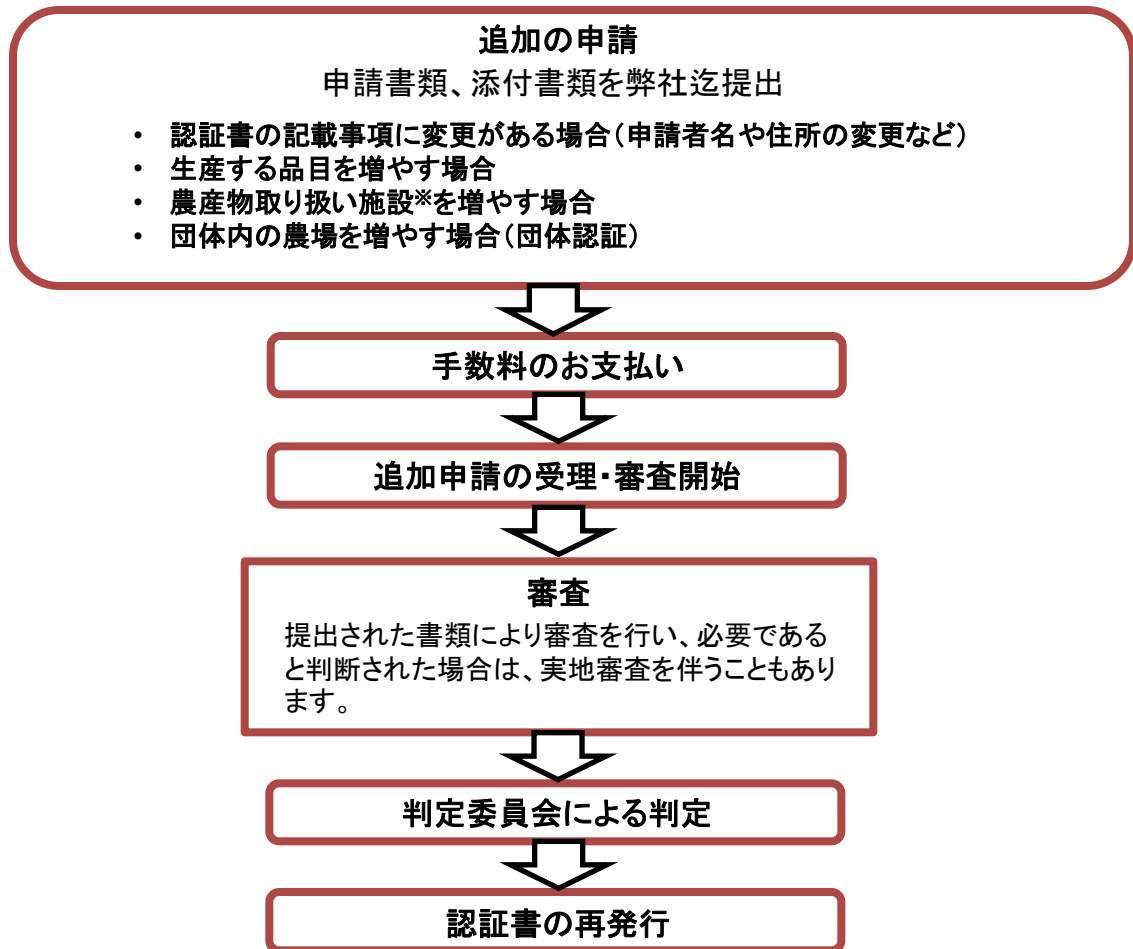 追加の申請
申請書類、添付書類を弊社迄提出
・ 認証書の記載事項に変更がある場合（申請者名や住所の変更など）
・ 生産する品目を増やす場合
・ 農産物取り扱い施設※を増やす場合
・ 団体内の農場を増やす場合（団体認証）
手数料のお支払い
追加申請の受理・審査開始
審査
提出された書類により審査を行い、必要である
と判断された場合は、実地審査を伴うこともあり
ます。
判定委員会による判定
認証書の再発行